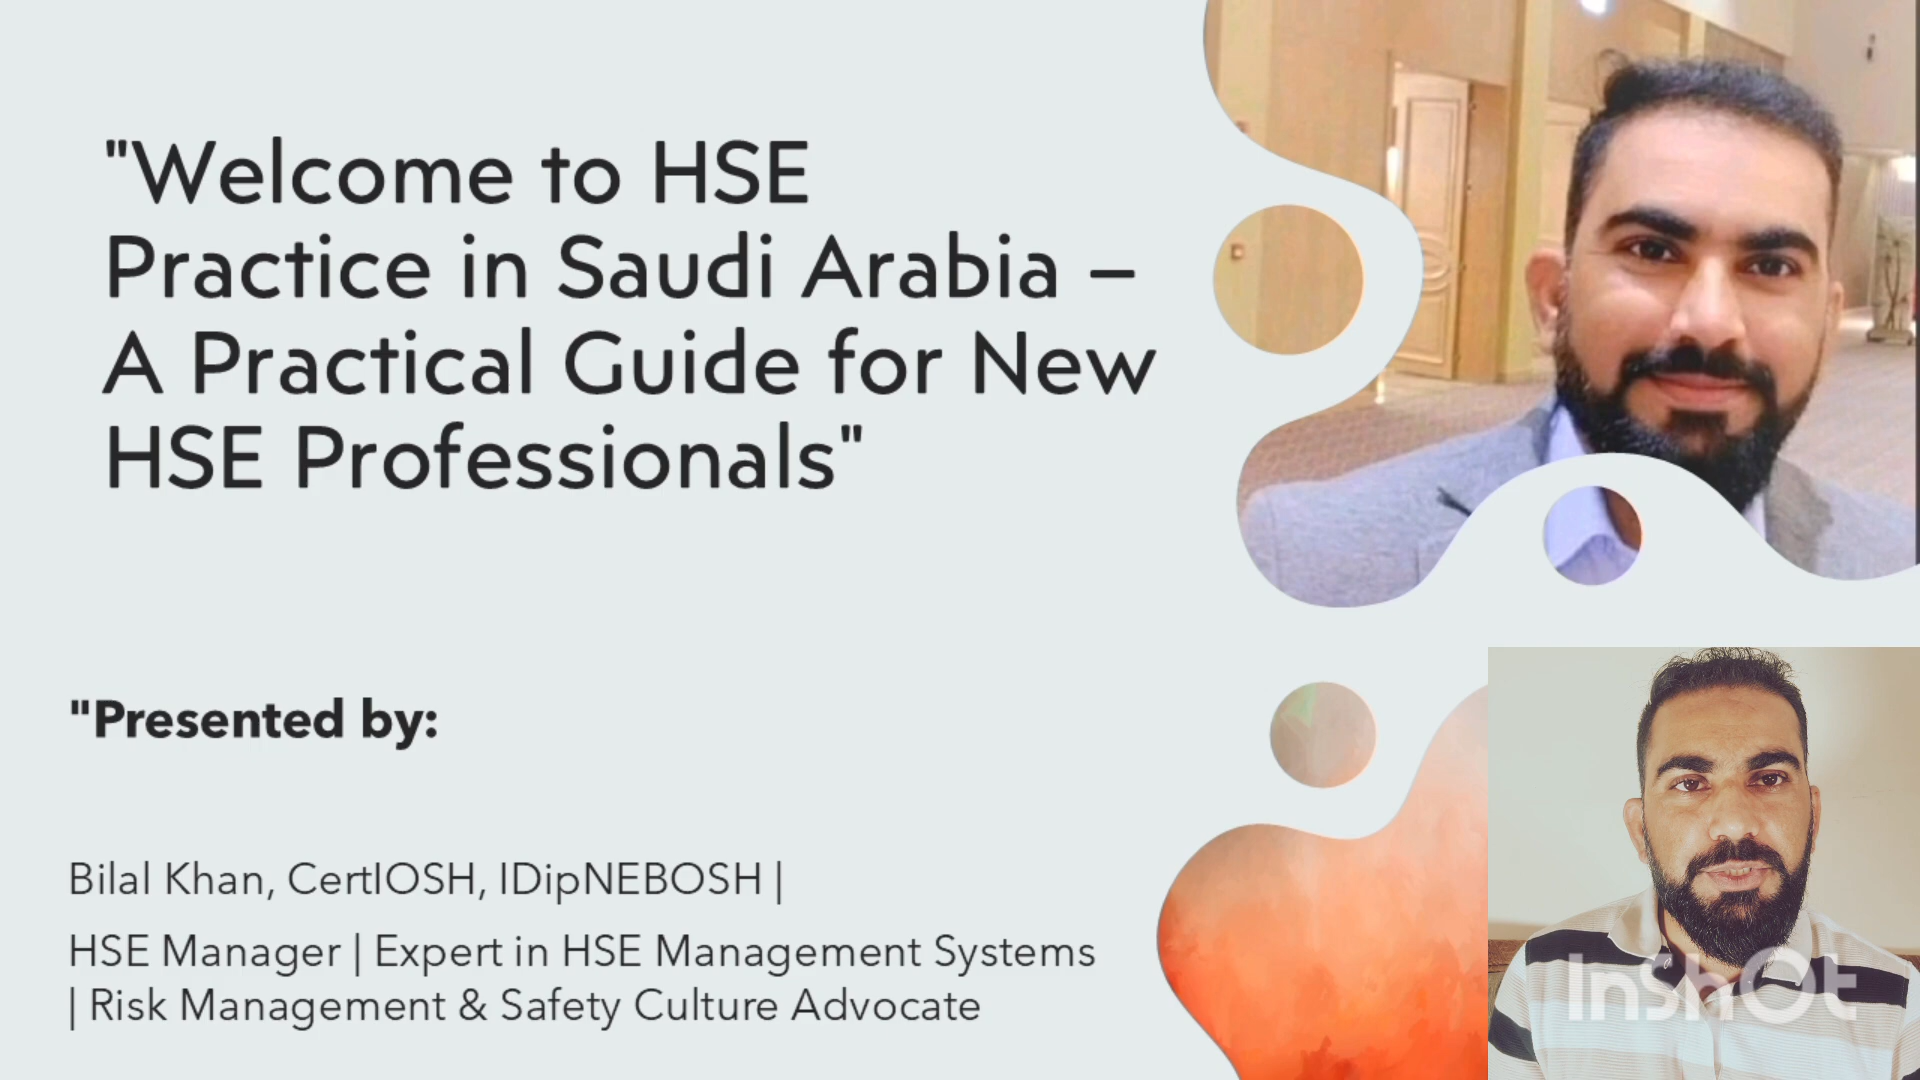 "Welcome to HSE
Practice in Saudi Arabia –
A Practical Guide for New
HSE Professionals"
"Presented by:
Bilal Khan, CertIOSH, IDipNEBOSH |
HSE Manager | Expert in HSE Management Systems
| Risk Management & Safety Culture Advocate
InShOt